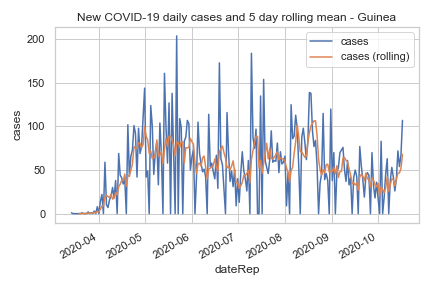 New COVID-19 daily cases and 5 day rolling mean - Guinea
cases
cases (rolling)
200
150
100
50
0
cases
2020-04
2020-05
2020-06
2020-07
2020-08
2020-09
2020-10
dateRep